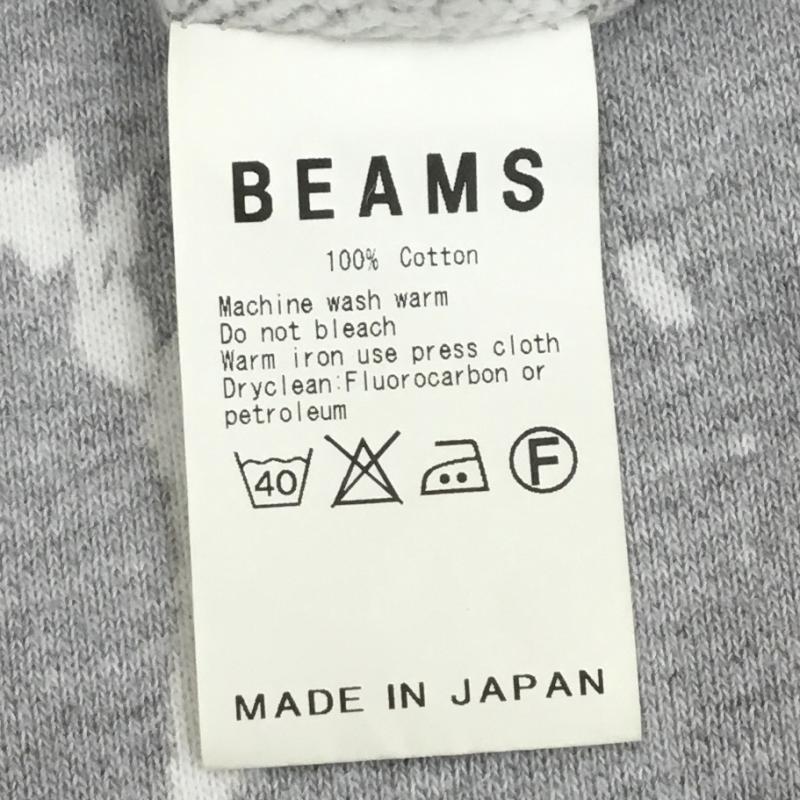 BEAMS
100% Cotton
Machine wash warm
Do not bleach
Warm iron use press cloth
Dryclean:Fluorocarbon or
petroleum
40 F
MADE IN JAPAN